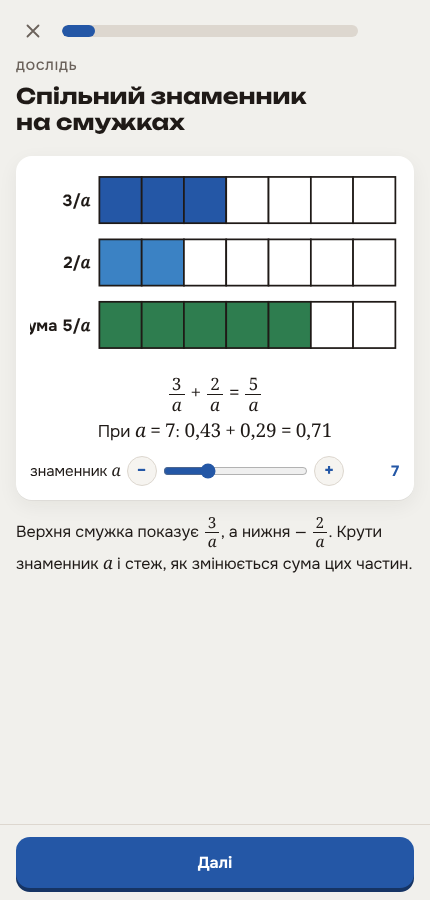 ДОСЛІДЬ
Спільний знаменник
на смужках
3/a
2/a
ума 5/a
3/a + 2/a = 5/a
При a = 7: 0,43 + 0,29 = 0,71
знаменник a − + 7
Верхня смужка показує 3/a, а нижня — 2/a. Крути
знаменник a і стеж, як змінюється сума цих частин.
Далі